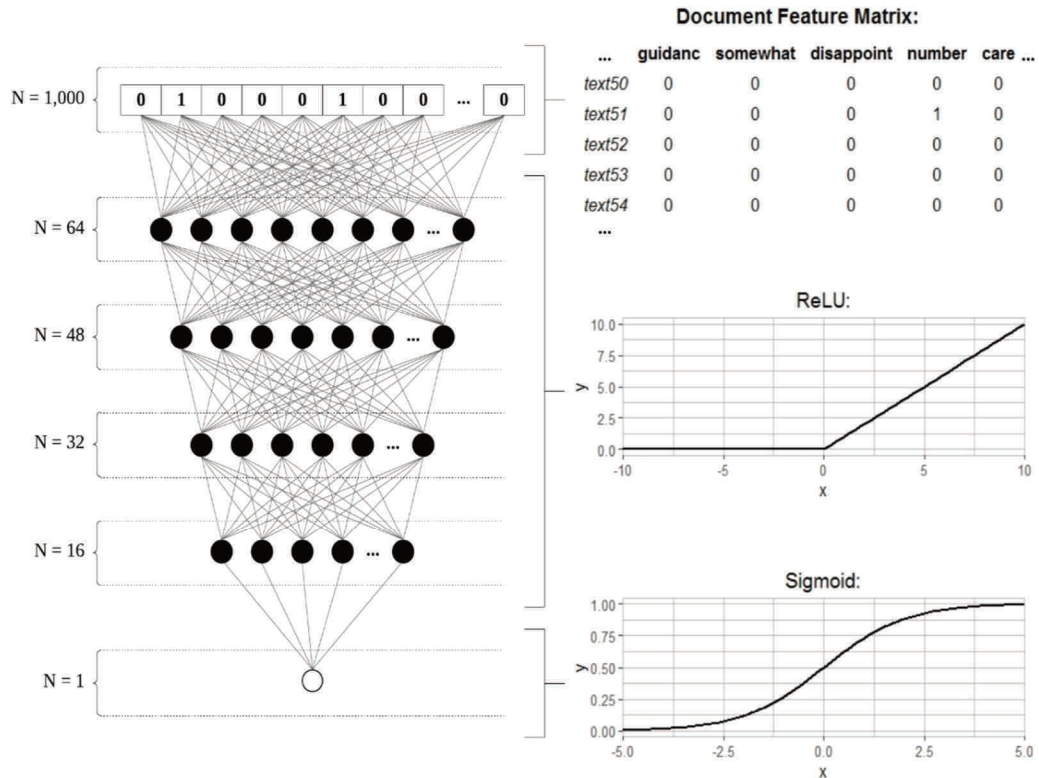 Document Feature Matrix:
... guidanc somewhat disappoint number care ...
text50 0 0 0 0 0
text51 0 0 0 1 0
text52 0 0 0 0 0
text53 0 0 0 0 0
text54 0 0 0 0 0
...
N = 1,000
0 1 0 0 0 1 0 0 ... 0
N = 64
...
N = 48
...
N = 32
...
N = 16
...
N = 1
ReLU:
10.0
7.5
5.0
2.5
0.0
y
-10 -5 0 5 10
x
Sigmoid:
1.00
0.75
0.50
0.25
0.00
y
-5.0 -2.5 0.0 2.5 5.0
x